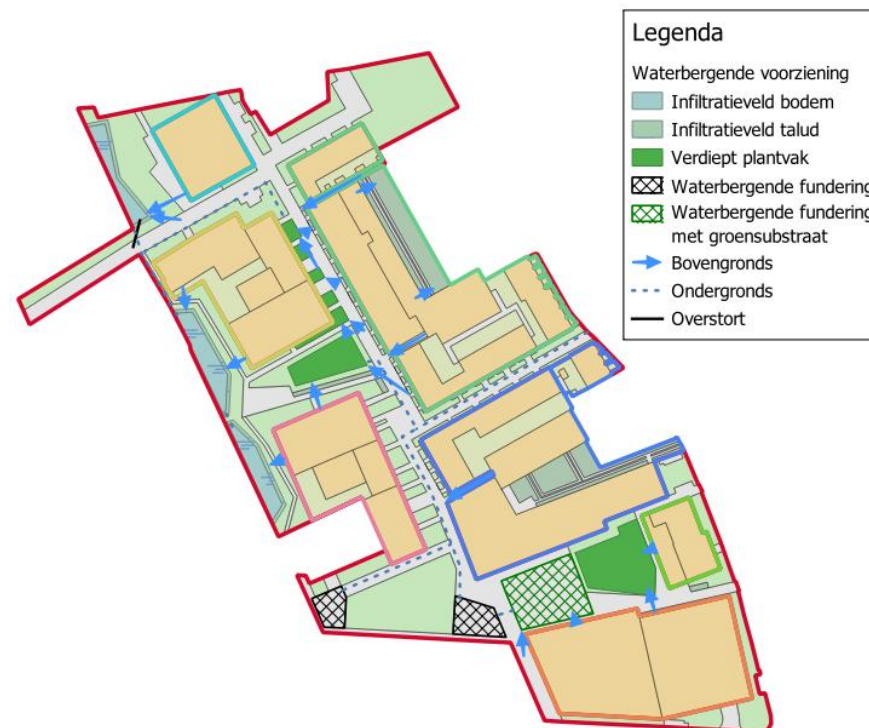 Legenda
Waterbergende voorziening
Infiltratieveld bodem
Infiltratieveld talud
Verdiept plantvak
Waterbergende fundering
Waterbergende fundering
met groensubstraat
Bovengronds
Ondergronds
Overstort